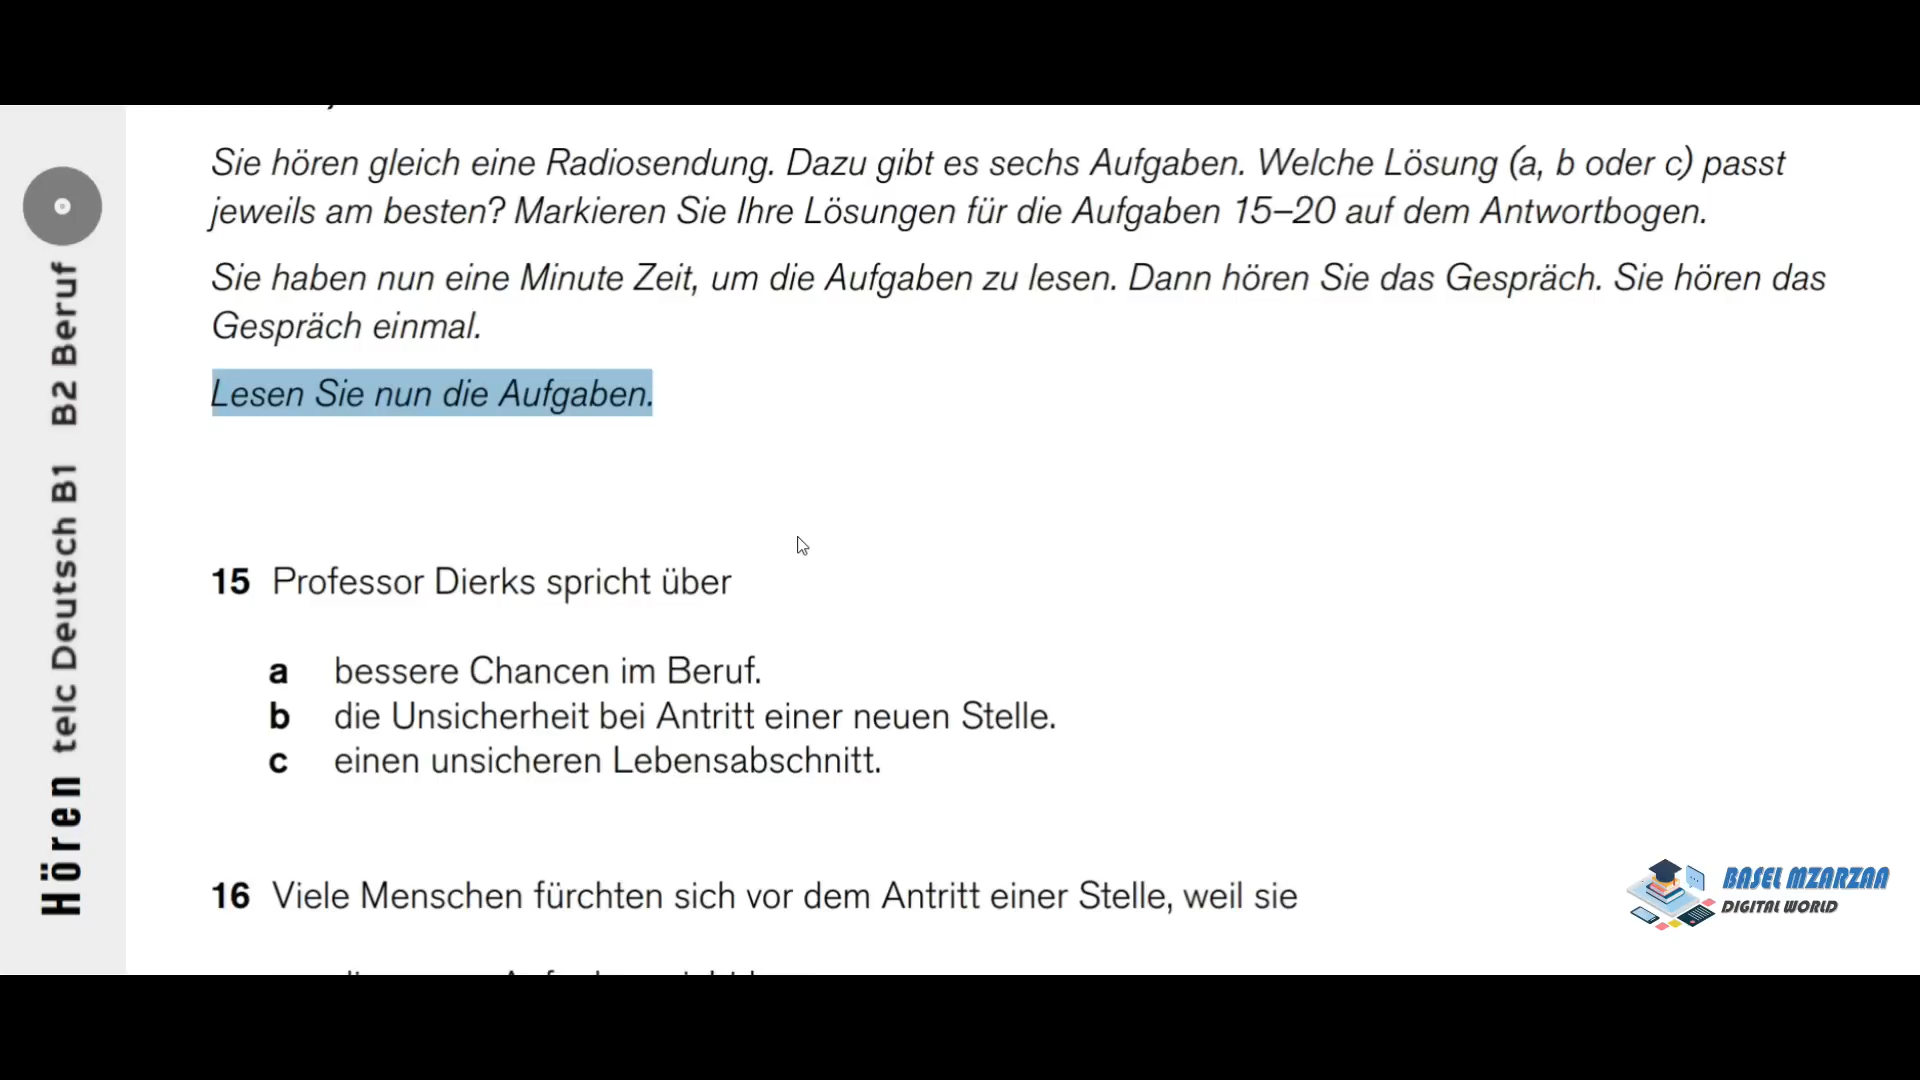 Sie hören gleich eine Radiosendung. Dazu gibt es sechs Aufgaben. Welche Lösung (a, b oder c) passt
jeweils am besten? Markieren Sie Ihre Lösungen für die Aufgaben 15–20 auf dem Antwortbogen.
Sie haben nun eine Minute Zeit, um die Aufgaben zu lesen. Dann hören Sie das Gespräch. Sie hören das
Gespräch einmal.
Lesen Sie nun die Aufgaben.
15 Professor Dierks spricht über
a bessere Chancen im Beruf.
b die Unsicherheit bei Antritt einer neuen Stelle.
c einen unsicheren Lebensabschnitt.
16 Viele Menschen fürchten sich vor dem Antritt einer Stelle, weil sie
Hören telc Deutsch B1 B2 Beruf
BASEL MZARZAA
DIGITAL WORLD